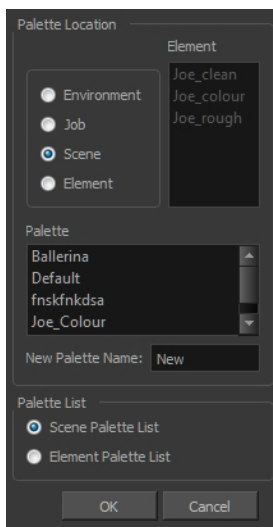 Palette Location
Element
Environment
Job
Scene
Element
Joe_clean
Joe_colour
Joe_rough
Palette
Ballerina
Default
fnskfnkdsa
Joe_Colour
New Palette Name: New
Palette List
Scene Palette List
Element Palette List
OK Cancel